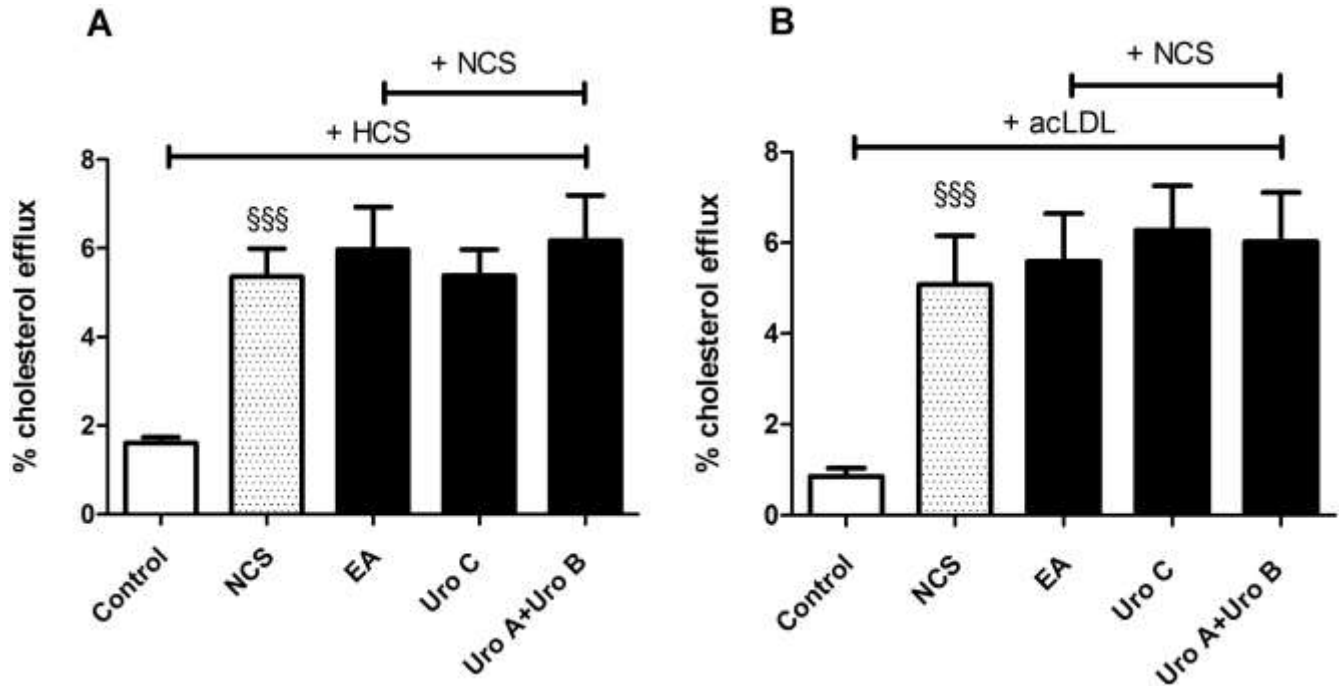 A
+ NCS
+ HCS
% cholesterol efflux
8
6
4
2
0
§§§
Control
NCS
EA
Uro C
Uro A+Uro B
B
+ NCS
+ acLDL
% cholesterol efflux
8
6
4
2
0
§§§
Control
NCS
EA
Uro C
Uro A+Uro B